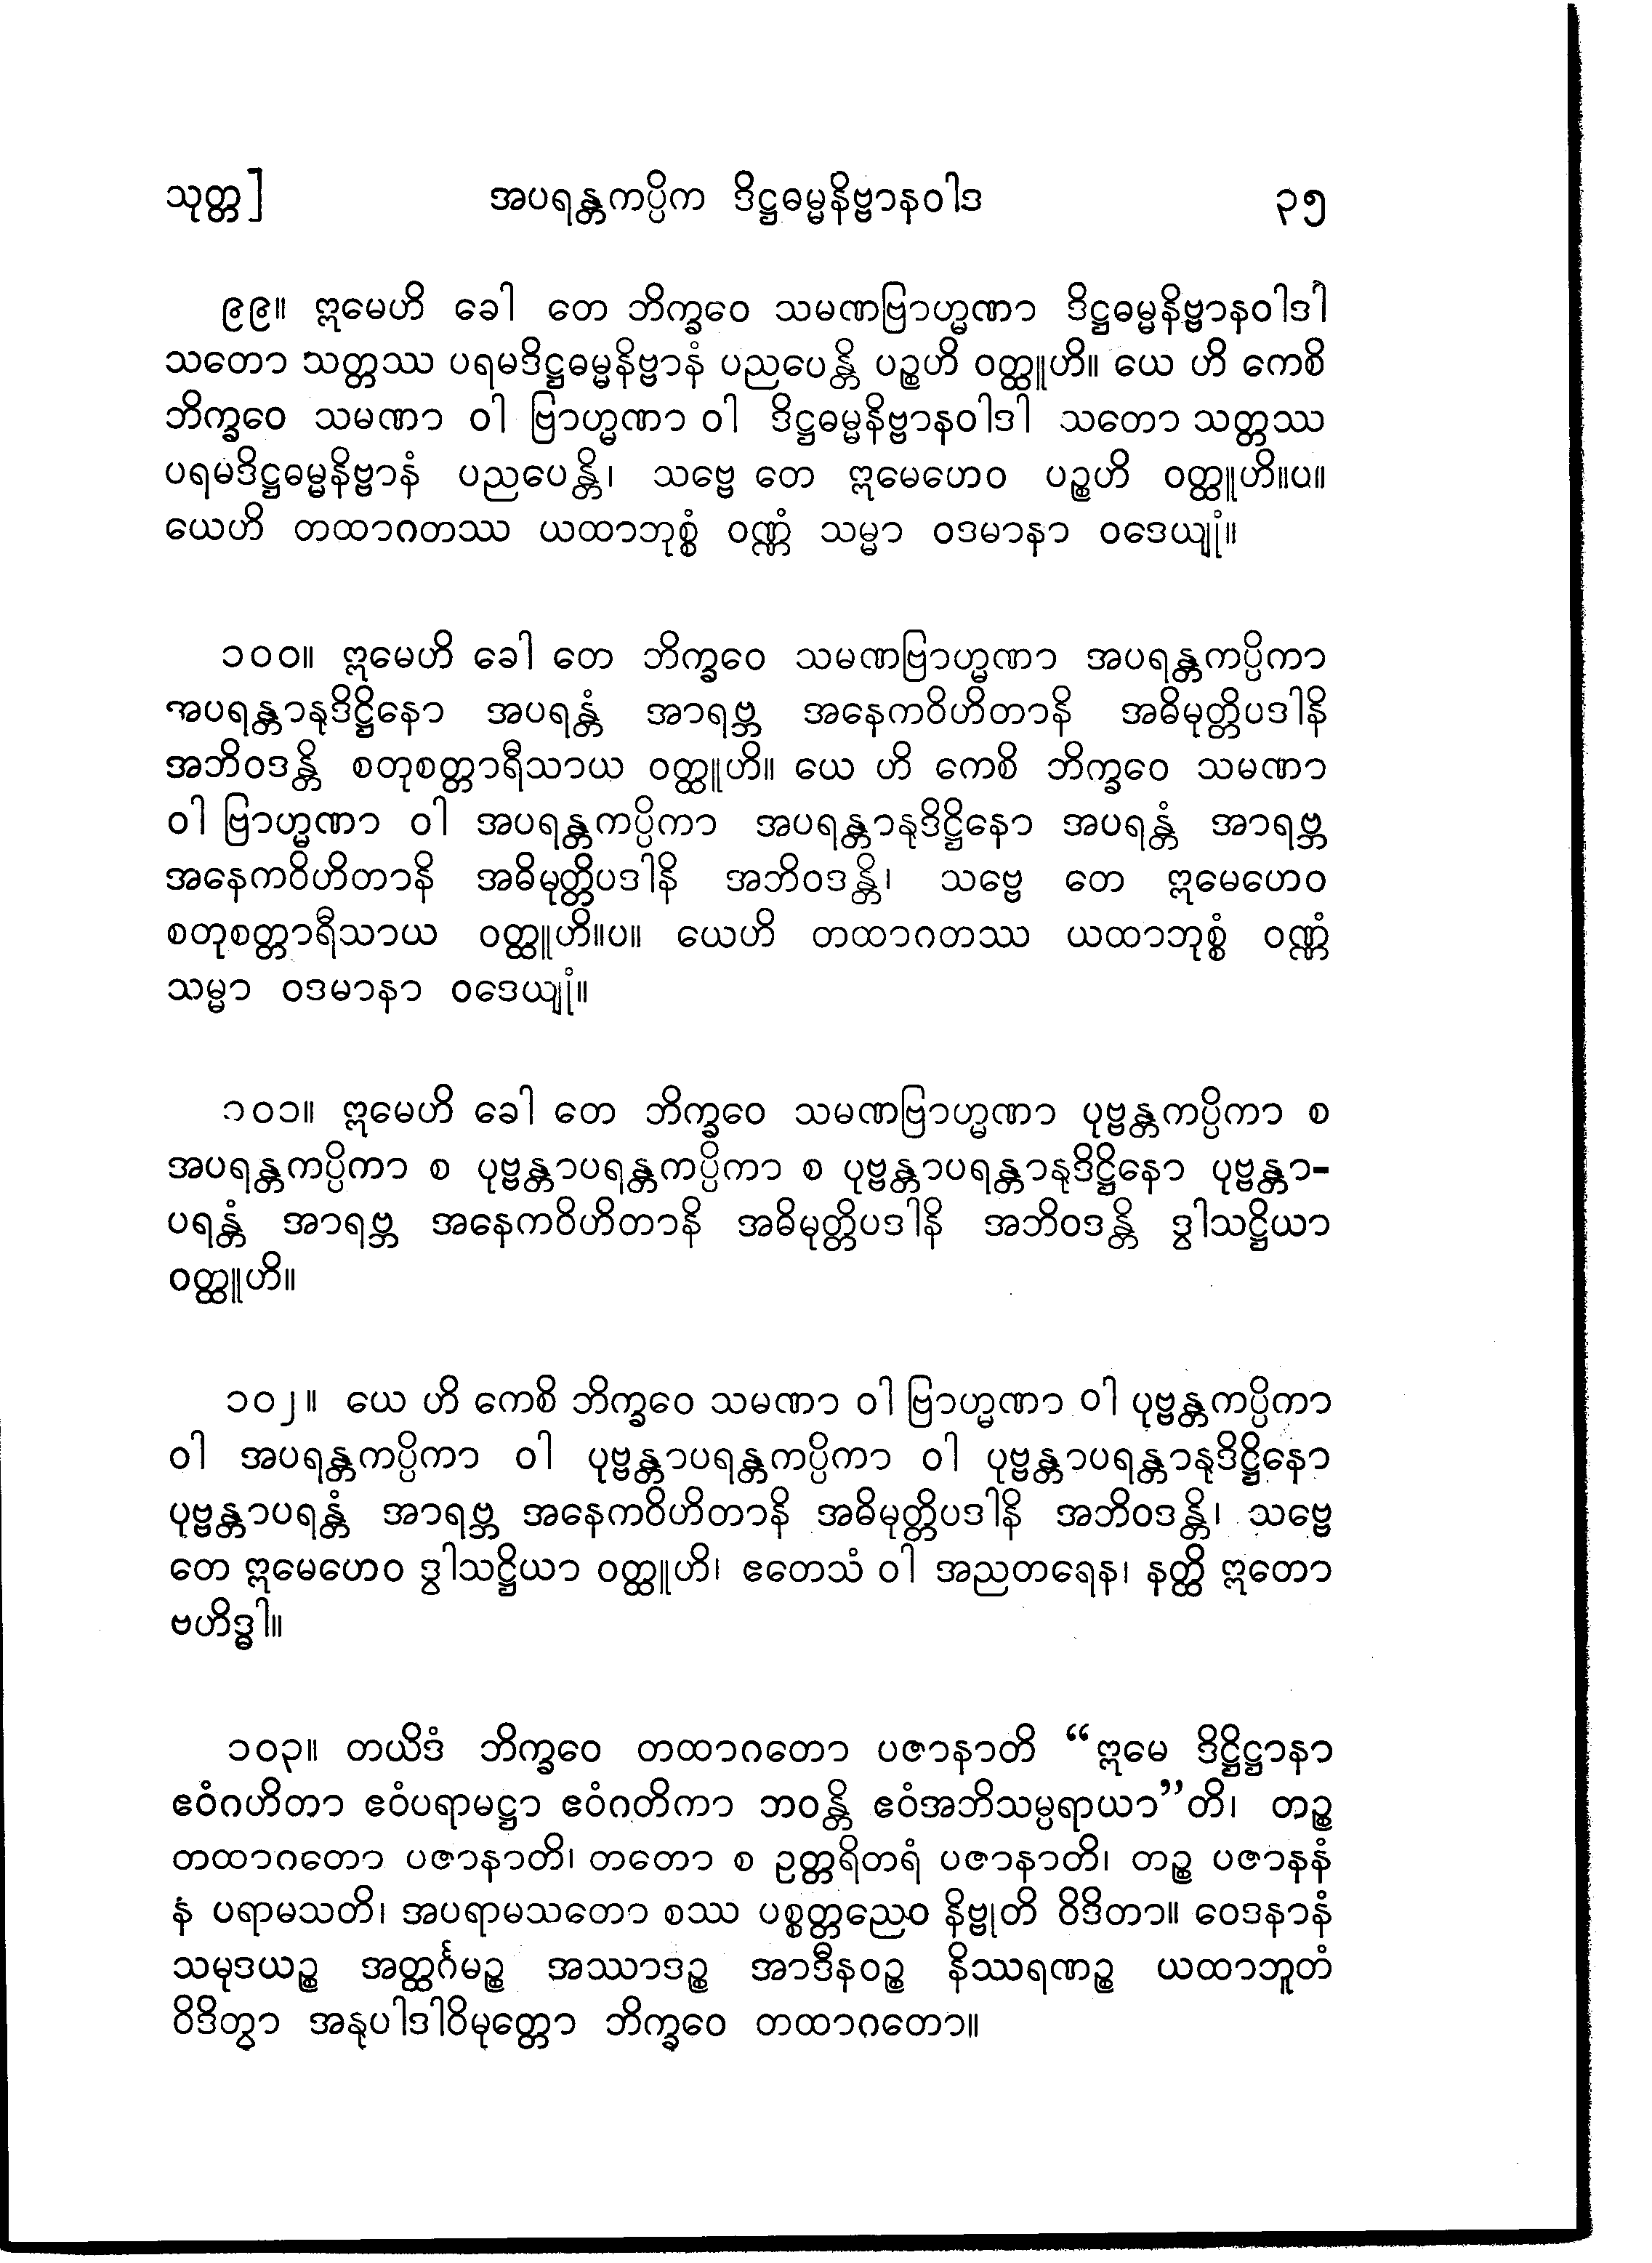 သုတ္တ] အပရန္တကပ္ပိက ဒိဋ္ဌဓမ္မနိဗ္ဗာနဝါဒ ၃၅
၉၉။ ဣမေဟိ ခေါ တေ ဘိက္ခဝေ သမဏဗြာဟ္မဏာ ဒိဋ္ဌဓမ္မနိဗ္ဗာနဝါဒါ
သတော သတ္တဿ ပရမဒိဋ္ဌဓမ္မနိဗ္ဗာနံ ပညပေန္တိ ပဉ္စဟိ ဝတ္ထူဟိ။ ယေ ဟိ ကေစိ
ဘိက္ခဝေ သမဏာ ဝါ ဗြာဟ္မဏာ ဝါ ဒိဋ္ဌဓမ္မနိဗ္ဗာနဝါဒါ သတော သတ္တဿ
ပရမဒိဋ္ဌဓမ္မနိဗ္ဗာနံ ပညပေန္တိ၊ သဗ္ဗေ တေ ဣမေဟေဝ ပဉ္စဟိ ဝတ္ထူဟိ။ပ။
ယေဟိ တထာဂတဿ ယထာဘုစ္စံ ဝဏ္ဏံ သမ္မာ ဝဒမာနာ ဝဒေယျုံ။
၁၀၀။ ဣမေဟိ ခေါ တေ ဘိက္ခဝေ သမဏဗြာဟ္မဏာ အပရန္တကပ္ပိကာ
အပရန္တာနုဒိဋ္ဌိနော အပရန္တံ အာရဗ္ဘ အနေကဝိဟိတာနိ အဓိမုတ္တိပဒါနိ
အဘိဝဒန္တိ စတုစတ္တာရီသာယ ဝတ္ထူဟိ။ ယေ ဟိ ကေစိ ဘိက္ခဝေ သမဏာ
ဝါ ဗြာဟ္မဏာ ဝါ အပရန္တကပ္ပိကာ အပရန္တာနုဒိဋ္ဌိနော အပရန္တံ အာရဗ္ဘ
အနေကဝိဟိတာနိ အဓိမုတ္တိပဒါနိ အဘိဝဒန္တိ၊ သဗ္ဗေ တေ ဣမေဟေဝ
စတုစတ္တာရီသာယ ဝတ္ထူဟိ။ပ။ ယေဟိ တထာဂတဿ ယထာဘုစ္စံ ဝဏ္ဏံ
သမ္မာ ဝဒမာနာ ဝဒေယျုံ။
၁၀၁။ ဣမေဟိ ခေါ တေ ဘိက္ခဝေ သမဏဗြာဟ္မဏာ ပုဗ္ဗန္တကပ္ပိကာ စ
အပရန္တကပ္ပိကာ စ ပုဗ္ဗန္တာပရန္တကပ္ပိကာ စ ပုဗ္ဗန္တာပရန္တာနုဒိဋ္ဌိနော ပုဗ္ဗန္တာ-
ပရန္တံ အာရဗ္ဘ အနေကဝိဟိတာနိ အဓိမုတ္တိပဒါနိ အဘိဝဒန္တိ ဒွါသဋ္ဌိယာ
ဝတ္ထူဟိ။
၁၀၂။ ယေ ဟိ ကေစိ ဘိက္ခဝေ သမဏာ ဝါ ဗြာဟ္မဏာ ဝါ ပုဗ္ဗန္တကပ္ပိကာ
ဝါ အပရန္တကပ္ပိကာ ဝါ ပုဗ္ဗန္တာပရန္တကပ္ပိကာ ဝါ ပုဗ္ဗန္တာပရန္တာနုဒိဋ္ဌိနော
ပုဗ္ဗန္တာပရန္တံ အာရဗ္ဘ အနေကဝိဟိတာနိ အဓိမုတ္တိပဒါနိ အဘိဝဒန္တိ၊ သဗ္ဗေ
တေ ဣမေဟေဝ ဒွါသဋ္ဌိယာ ဝတ္ထူဟိ၊ ဧတေသံ ဝါ အညတရေန၊ နတ္ထိ ဣတော
ဗဟိဒ္ဓါ။
၁၀၃။ တယိဒံ ဘိက္ခဝေ တထာဂတော ပဇာနာတိ “ဣမေ ဒိဋ္ဌိဋ္ဌာနာ
ဧဝံဂဟိတာ ဧဝံပရာမဋ္ဌာ ဧဝံဂတိကာ ဘဝန္တိ ဧဝံအဘိသမ္ပရာယာ”တိ၊ တဉ္စ
တထာဂတော ပဇာနာတိ၊ တတော စ ဥတ္တရိတရံ ပဇာနာတိ၊ တဉ္စ ပဇာနနံ
န ပရာမသတိ၊ အပရာမသတော စဿ ပစ္စတ္တညေဝ နိဗ္ဗုတိ ဝိဒိတာ။ ဝေဒနာနံ
သမုဒယဉ္စ အတ္ထင်္ဂမဉ္စ အဿာဒဉ္စ အာဒီနဝဉ္စ နိဿရဏဉ္စ ယထာဘူတံ
ဝိဒိတွာ အနုပါဒါဝိမုတ္တော ဘိက္ခဝေ တထာဂတော။